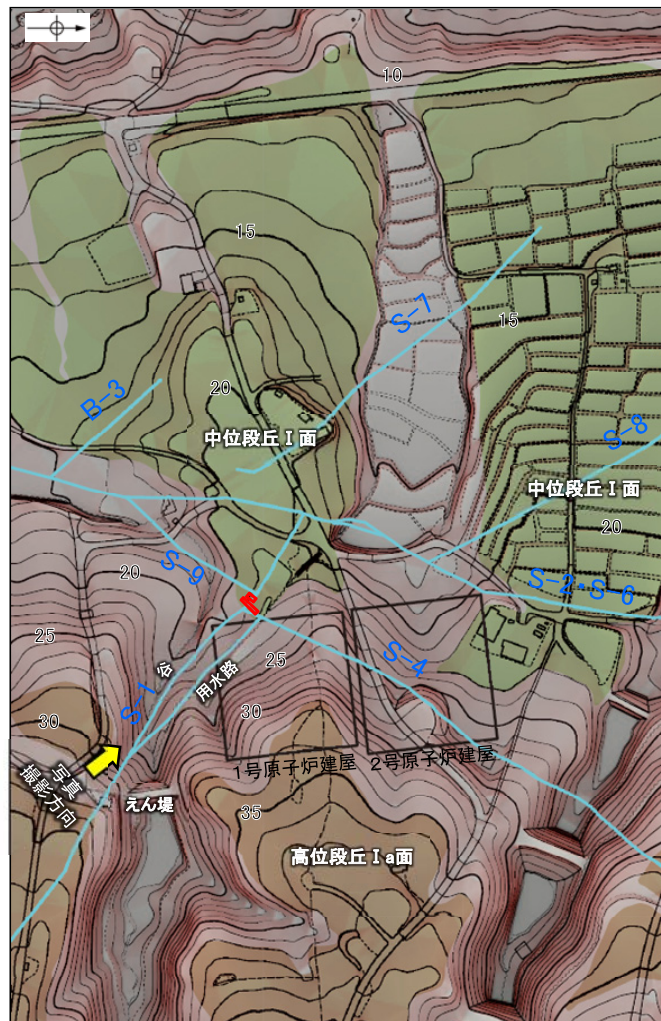 10
15
S-7
15
B-3
20
S-8
中位段丘Ⅰ面
中位段丘Ⅰ面
20
S-9
20
S-2・S-6
25
谷
25
S-4
用水路
S-1
30
30
1号原子炉建屋
2号原子炉建屋
写真
撮影方向
えん堤
35
高位段丘Ⅰa面